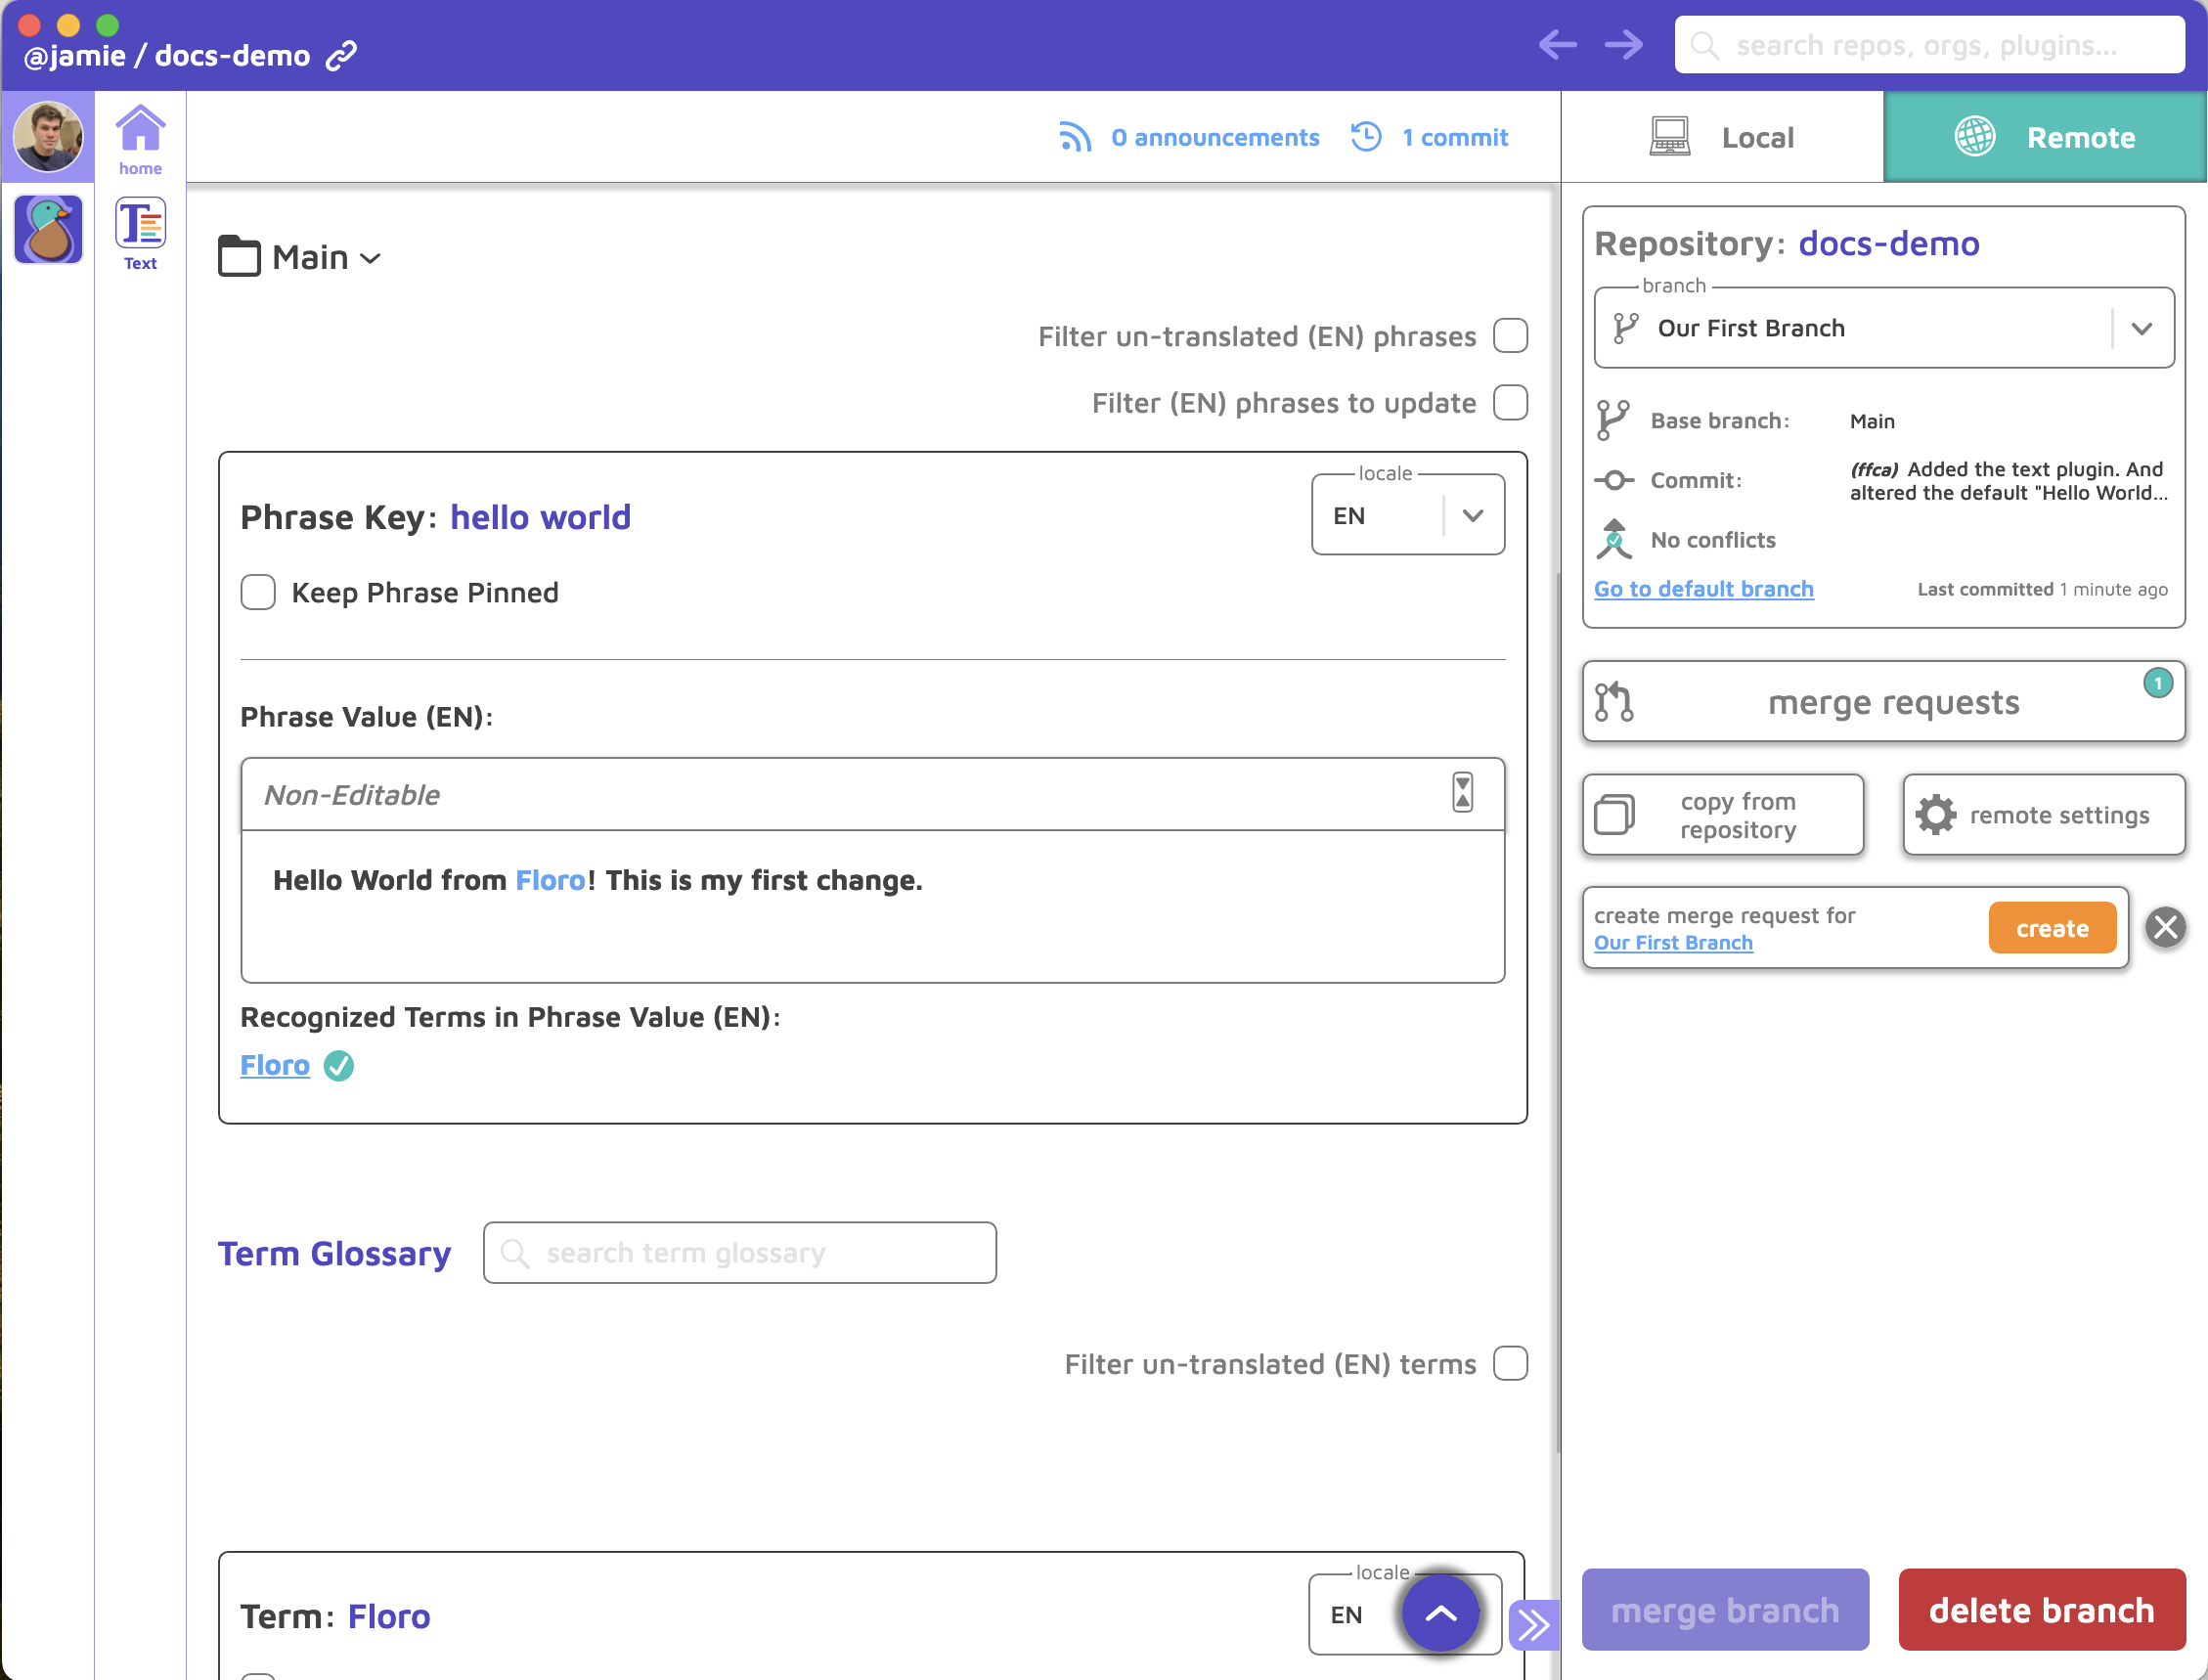 @jamie / docs-demo
search repos, orgs, plugins...
home
Text
0 announcements
1 commit
Local
Remote
Main
Filter un-translated (EN) phrases
Filter (EN) phrases to update
Phrase Key: hello world
locale
EN
Keep Phrase Pinned
Phrase Value (EN):
Non-Editable
Hello World from Floro! This is my first change.
Recognized Terms in Phrase Value (EN):
Floro
Term Glossary
search term glossary
Filter un-translated (EN) terms
Term: Floro
locale
EN
Repository: docs-demo
branch
Our First Branch
Base branch: Main
Commit: (ffca) Added the text plugin. And
altered the default "Hello World...
No conflicts
Go to default branch
Last committed 1 minute ago
merge requests
1
copy from
repository
remote settings
create merge request for
Our First Branch
create
merge branch
delete branch